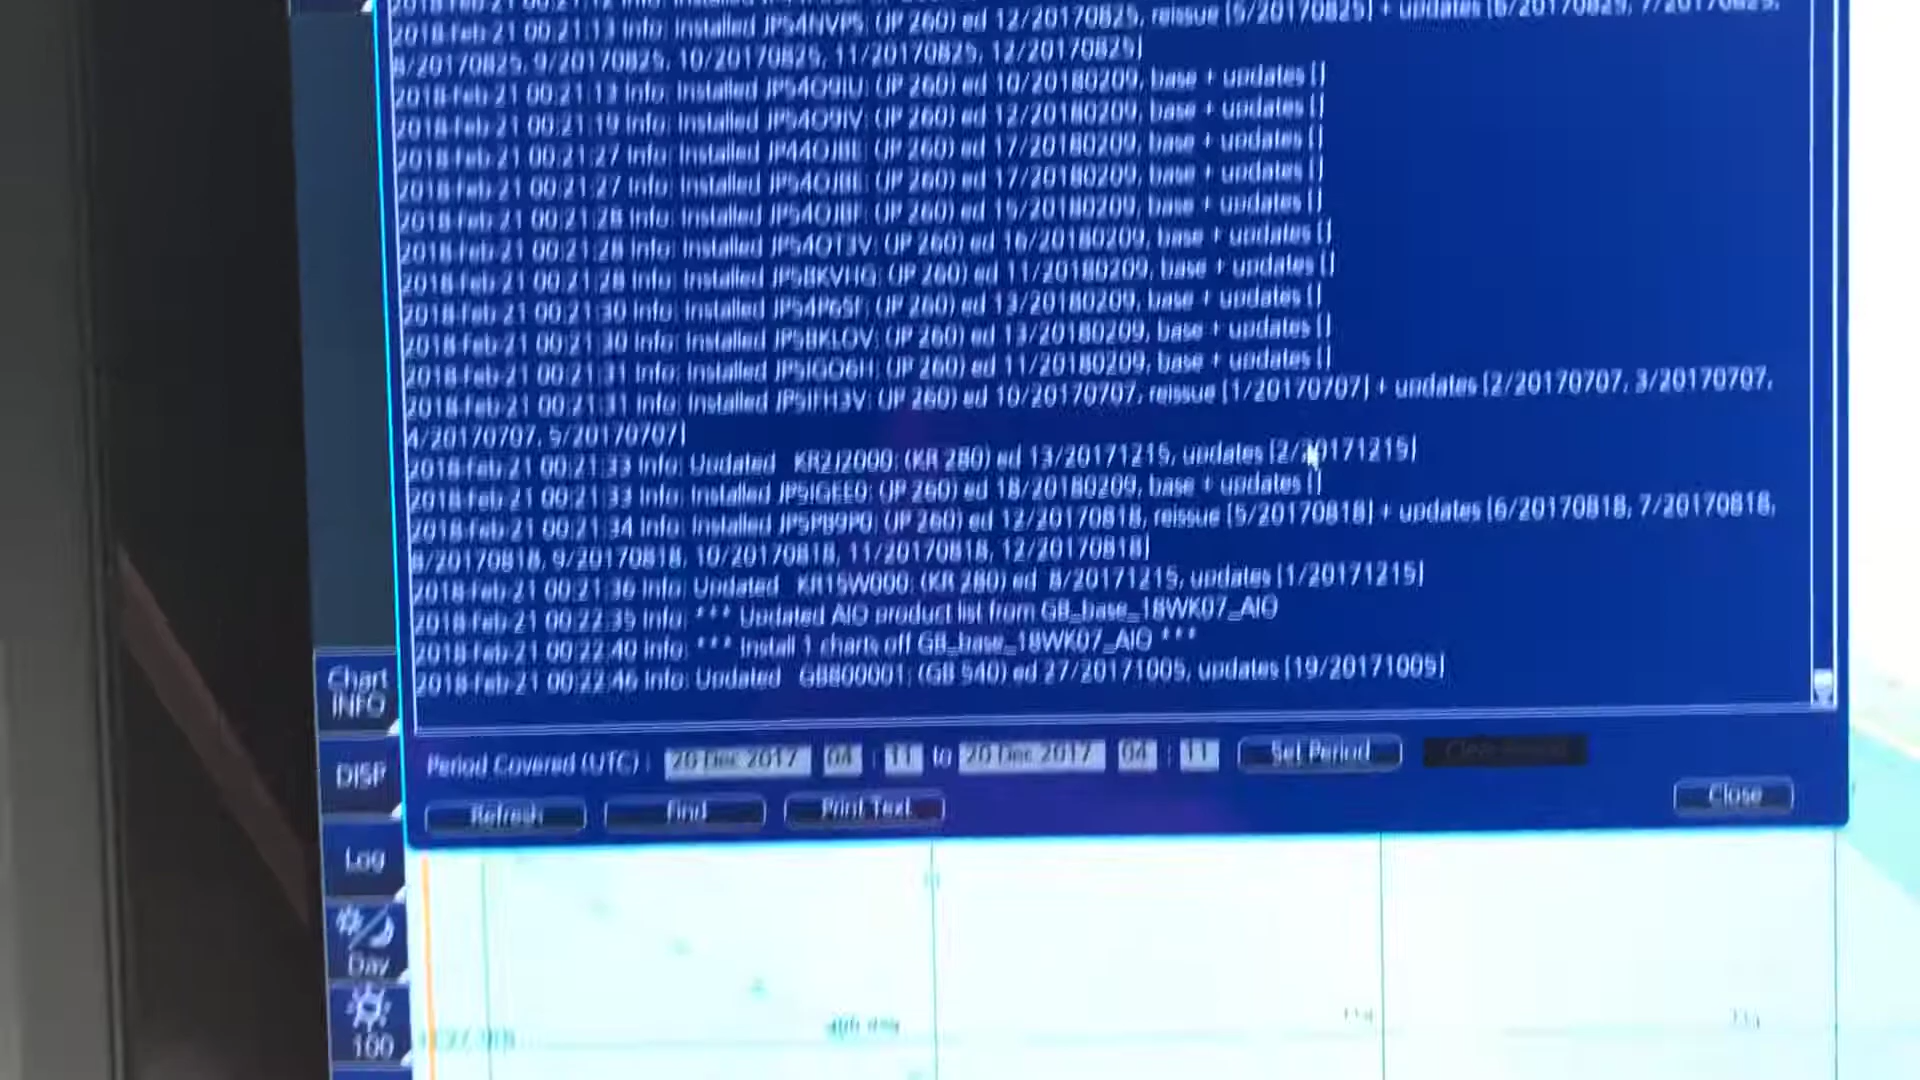 2018-Feb-21 00:21:13 Info: Installed JP54NVP5: (JP 260) ed 12/20170825, reissue [5/20170825] + updates [6/20170825, 7/20170825,
8/20170825, 9/20170825, 10/20170825, 11/20170825, 12/20170825]
2018-Feb-21 00:21:13 Info: Installed JP54O9IU: (JP 260) ed 10/20180209, base + updates []
2018-Feb-21 00:21:19 Info: Installed JP54O9IV: (JP 260) ed 12/20180209, base + updates []
2018-Feb-21 00:21:27 Info: Installed (JP 260) ed 17/20180209, base + updates []
2018-Feb-21 00:21:27 Info: Installed (JP 260) ed 17/20180209, base + updates []
2018-Feb-21 00:21:28 Info: Installed (JP 260) ed 15/20180209, base + updates []
2018-Feb-21 00:21:28 Info: Installed JP54OT3V: (JP 260) ed 16/20180209, base + updates []
2018-Feb-21 00:21:28 Info: Installed (JP 260) ed 11/20180209, base + updates []
2018-Feb-21 00:21:30 Info: Installed JP54P65F: (JP 260) ed 13/20180209, base + updates []
2018-Feb-21 00:21:30 Info: Installed JP5BKLOV: (JP 260) ed 13/20180209, base + updates []
2018-Feb-21 00:21:31 Info: Installed (JP 260) ed 11/20180209, base + updates []
2018-Feb-21 00:21:31 Info: Installed (JP 260) ed 10/20170707, reissue [1/20170707] + updates [2/20170707, 3/20170707,
4/20170707, 5/20170707]
2018-Feb-21 00:21:33 Info: Updated KR2J2000: (KR 280) ed 13/20171215, updates [2/20171215]
2018-Feb-21 00:21:33 Info: Installed (JP 260) ed 18/20180209, base + updates []
2018-Feb-21 00:21:34 Info: Installed JP5PB9P0: (JP 260) ed 12/20170818, reissue [5/20170818] + updates [6/20170818, 7/20170818,
8/20170818, 9/20170818, 10/20170818, 11/20170818, 12/20170818]
2018-Feb-21 00:21:36 Info: Updated KR15W000: (KR 280) ed 8/20171215, updates [1/20171215]
2018-Feb-21 00:22:39 Info: *** Updated AIO product list from GB_base_18WK07_AIO
2018-Feb-21 00:22:40 Info: *** Install 1 charts off GB_base_18WK07_AIO ***
2018-Feb-21 00:22:46 Info: Updated GB800001: (GB 540) ed 27/20171005, updates [19/20171005]
Period Covered (UTC) : 20 Dec 2017 04 : 11 to 20 Dec 2017 04 : 11 Set Period
Refresh Find Print Text Close
Chart
INFO
DISP
Log
Day
100